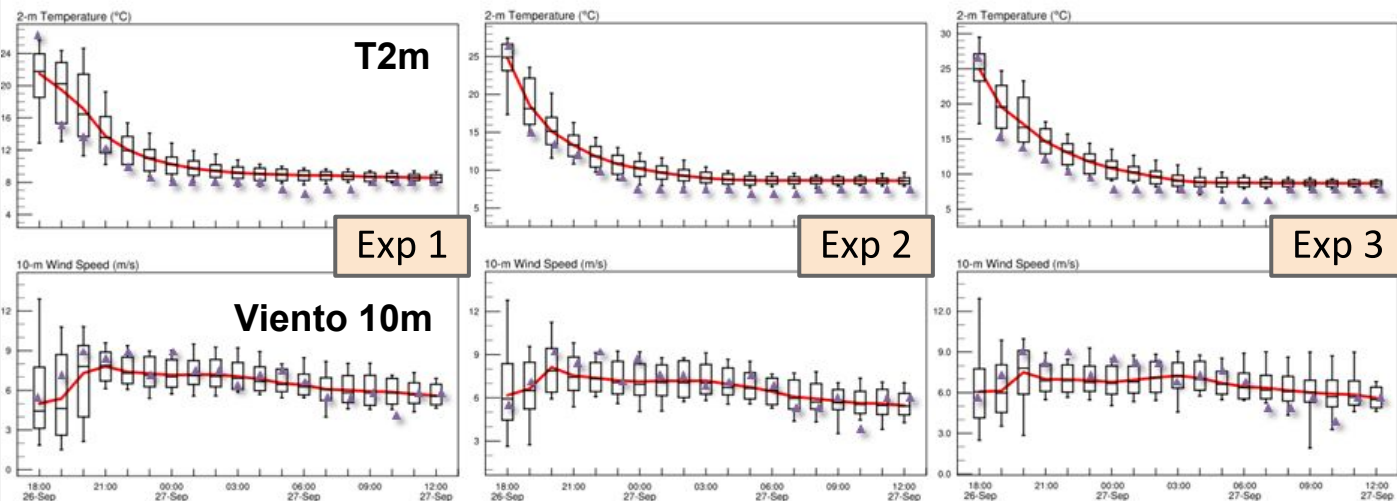 2-m Temperature (°C)
2-m Temperature (°C)
2-m Temperature (°C)
T2m
24
20
16
12
8
4
25
20
15
10
5
30
25
20
15
10
5
Exp 1
Exp 2
Exp 3
10-m Wind Speed (m/s)
10-m Wind Speed (m/s)
10-m Wind Speed (m/s)
Viento 10m
12
9
6
3
0
12
9
6
3
12.0
9.0
6.0
3.0
0.0
18:00 21:00 00:00 03:00 06:00 09:00 12:00
26-Sep 27-Sep 27-Sep 27-Sep
18:00 21:00 00:00 03:00 06:00 09:00 12:00
26-Sep 27-Sep 27-Sep 27-Sep
18:00 21:00 00:00 03:00 06:00 09:00 12:00
26-Sep 27-Sep 27-Sep 27-Sep